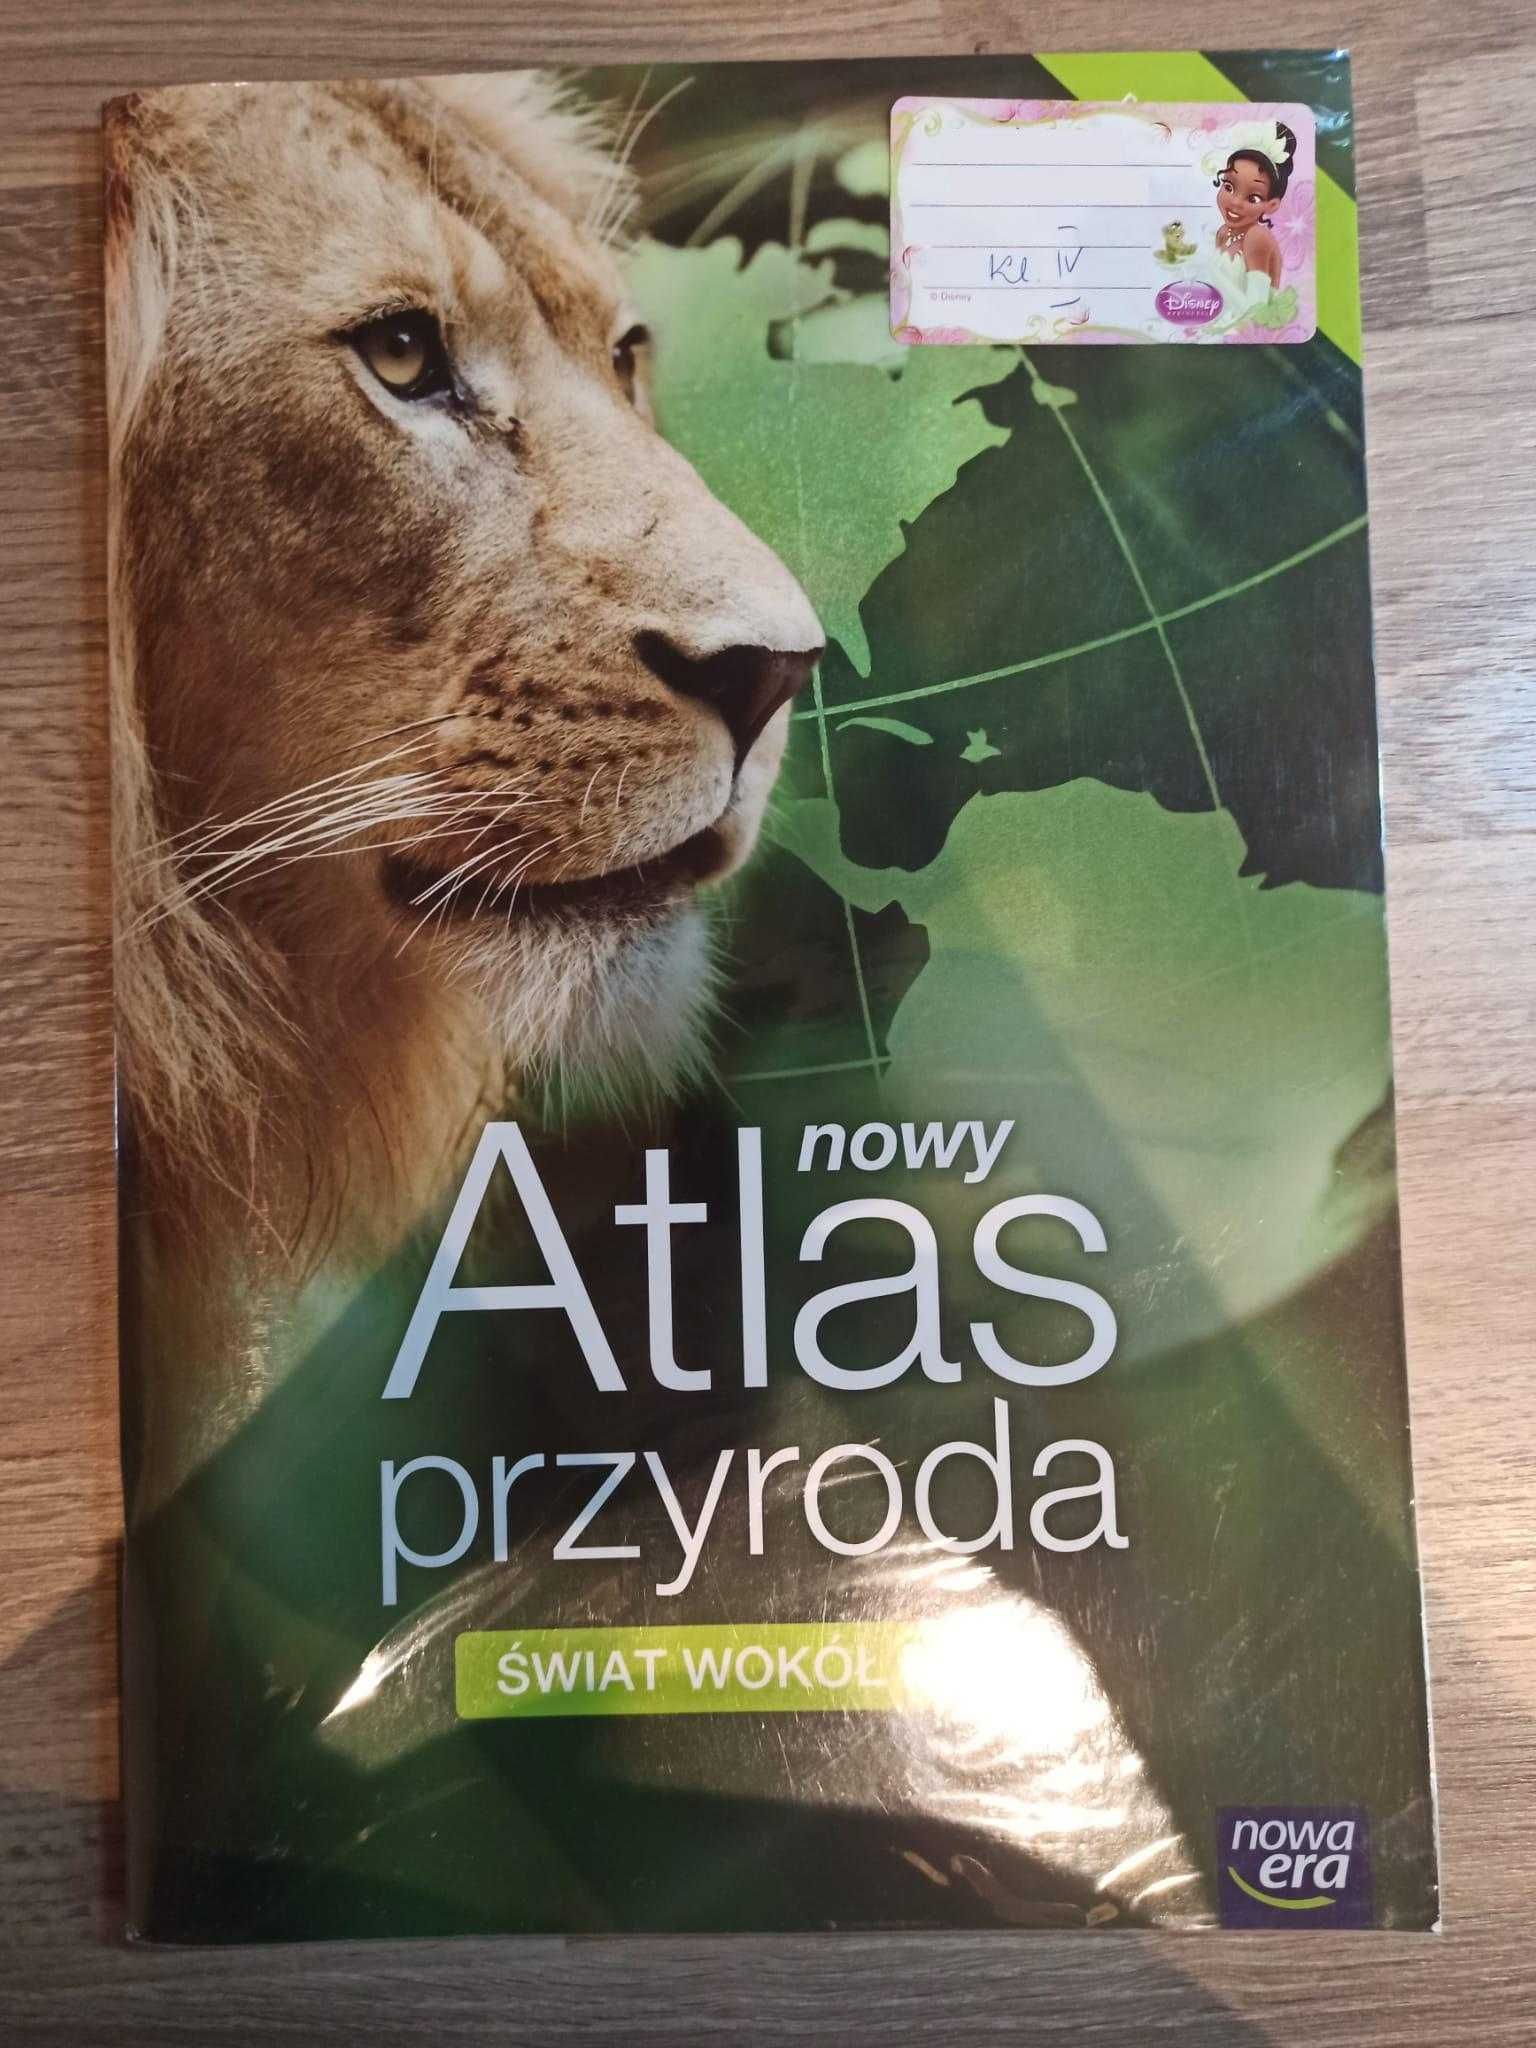 Kl. IV
© Disney
Disney
nowy
Atlas
przyroda
ŚWIAT WOKÓŁ
nowa
era